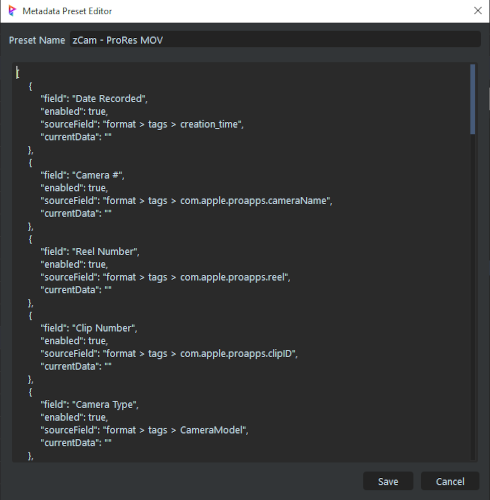 Metadata Preset Editor
Preset Name zCam - ProRes MOV
[
{
"field": "Date Recorded",
"enabled": true,
"sourceField": "format > tags > creation_time",
"currentData": ""
},
{
"field": "Camera #",
"enabled": true,
"sourceField": "format > tags > com.apple.proapps.cameraName",
"currentData": ""
},
{
"field": "Reel Number",
"enabled": true,
"sourceField": "format > tags > com.apple.proapps.reel",
"currentData": ""
},
{
"field": "Clip Number",
"enabled": true,
"sourceField": "format > tags > com.apple.proapps.clipID",
"currentData": ""
},
{
"field": "Camera Type",
"enabled": true,
"sourceField": "format > tags > CameraModel",
"currentData": ""
},
Save Cancel